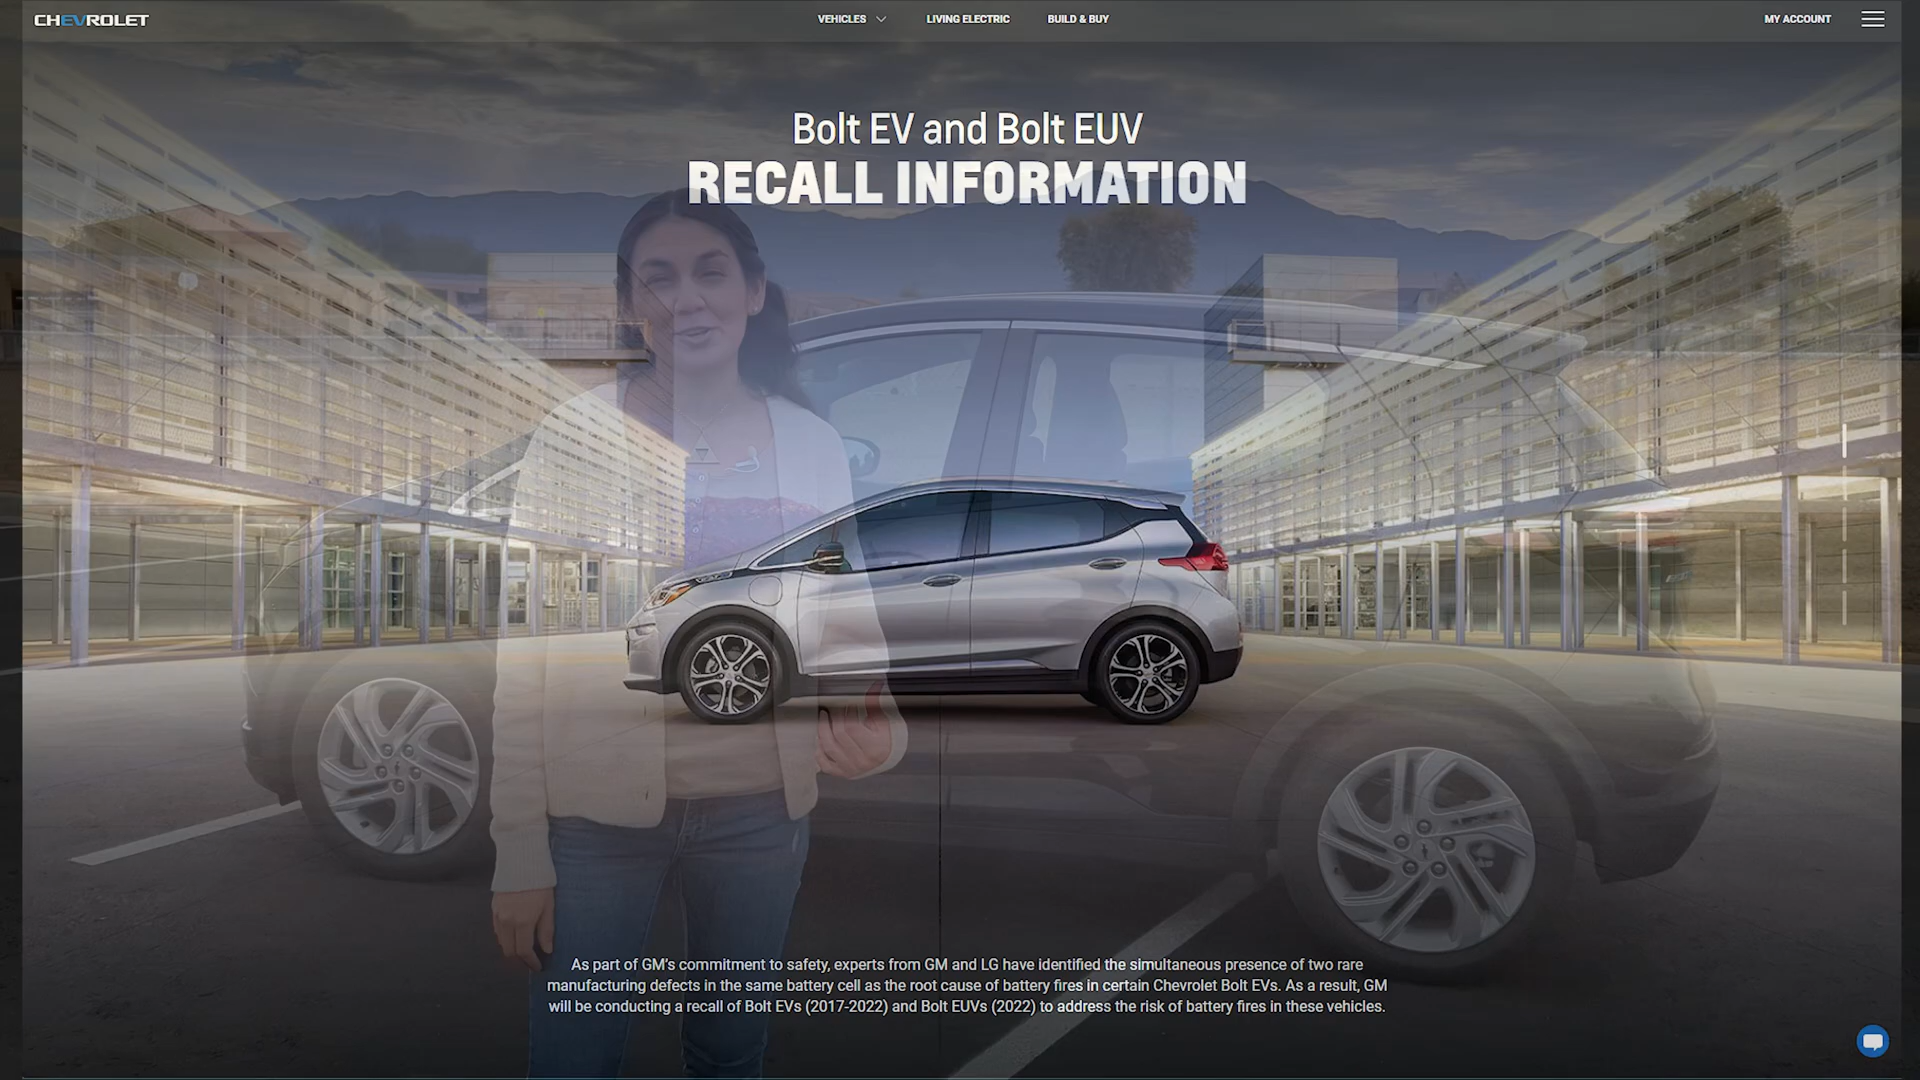 CHEVROLET
VEHICLES
LIVING ELECTRIC
BUILD & BUY
MY ACCOUNT
Bolt EV and Bolt EUV
RECALL INFORMATION
As part of GM's commitment to safety, experts from GM and LG have identified the simultaneous presence of two rare
manufacturing defects in the same battery cell as the root cause of battery fires in certain Chevrolet Bolt EVs. As a result, GM
will be conducting a recall of Bolt EVs (2017-2022) and Bolt EUVs (2022) to address the risk of battery fires in these vehicles.